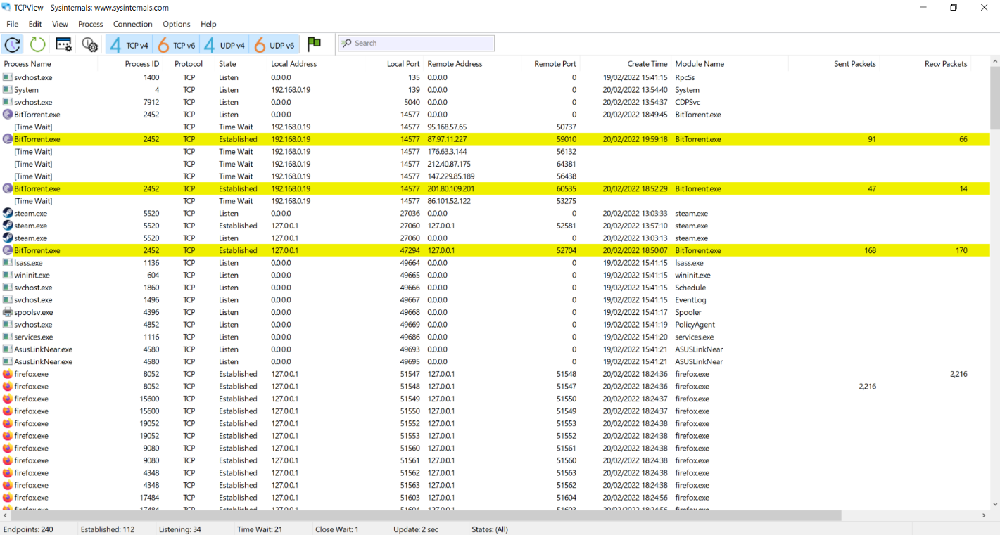 TCPView - Sysinternals: www.sysinternals.com
File Edit View Process Connection Options Help
4 TCP v4 6 TCP v6 4 UDP v4 6 UDP v6 Search
Process Name Process ID Protocol State Local Address Local Port Remote Address Remote Port Create Time Module Name Sent Packets Recv Packets
svchost.exe 1400 TCP Listen 0.0.0.0 135 0.0.0.0 0 19/02/2022 15:41:15 RpcSs
System 4 TCP Listen 192.168.0.19 139 0.0.0.0 0 20/02/2022 13:54:40 System
svchost.exe 7912 TCP Listen 0.0.0.0 5040 0.0.0.0 0 20/02/2022 13:54:37 CDPSvc
BitTorrent.exe 2452 TCP Listen 0.0.0.0 14577 0.0.0.0 0 20/02/2022 18:49:45 BitTorrent.exe
[Time Wait] TCP Time Wait 192.168.0.19 14577 95.168.57.65 50737
BitTorrent.exe 2452 TCP Established 192.168.0.19 14577 87.97.11.227 59010 20/02/2022 19:59:18 BitTorrent.exe 91 66
[Time Wait] TCP Time Wait 192.168.0.19 14577 176.63.3.144 56132
[Time Wait] TCP Time Wait 192.168.0.19 14577 212.40.87.175 64381
[Time Wait] TCP Time Wait 192.168.0.19 14577 147.229.85.189 56438
BitTorrent.exe 2452 TCP Established 192.168.0.19 14577 201.80.109.201 60535 20/02/2022 18:52:29 BitTorrent.exe 47 14
[Time Wait] TCP Time Wait 192.168.0.19 14577 86.101.52.122 53275
steam.exe 5520 TCP Listen 0.0.0.0 27036 0.0.0.0 0 20/02/2022 13:03:33 steam.exe
steam.exe 5520 TCP Established 127.0.0.1 27060 127.0.0.1 52581 20/02/2022 13:57:10 steam.exe
steam.exe 5520 TCP Listen 127.0.0.1 27060 0.0.0.0 0 20/02/2022 13:03:13 steam.exe
BitTorrent.exe 2452 TCP Established 127.0.0.1 47294 127.0.0.1 52704 20/02/2022 18:50:07 BitTorrent.exe 168 170
lsass.exe 1136 TCP Listen 0.0.0.0 49664 0.0.0.0 0 19/02/2022 15:41:15 lsass.exe
wininit.exe 604 TCP Listen 0.0.0.0 49665 0.0.0.0 0 19/02/2022 15:41:15 wininit.exe
svchost.exe 1860 TCP Listen 0.0.0.0 49666 0.0.0.0 0 19/02/2022 15:41:15 Schedule
svchost.exe 1496 TCP Listen 0.0.0.0 49667 0.0.0.0 0 19/02/2022 15:41:15 EventLog
spoolsv.exe 4396 TCP Listen 0.0.0.0 49668 0.0.0.0 0 19/02/2022 15:41:17 Spooler
svchost.exe 4852 TCP Listen 0.0.0.0 49669 0.0.0.0 0 19/02/2022 15:41:19 PolicyAgent
services.exe 1116 TCP Listen 0.0.0.0 49686 0.0.0.0 0 19/02/2022 15:41:20 services.exe
AsusLinkNear.exe 4580 TCP Listen 0.0.0.0 49693 0.0.0.0 0 19/02/2022 15:41:21 ASUSLinkNear
AsusLinkNear.exe 4580 TCP Listen 0.0.0.0 49695 0.0.0.0 0 19/02/2022 15:41:21 ASUSLinkNear
firefox.exe 8052 TCP Established 127.0.0.1 51547 127.0.0.1 51548 20/02/2022 18:24:36 firefox.exe 2,216
firefox.exe 8052 TCP Established 127.0.0.1 51548 127.0.0.1 51547 20/02/2022 18:24:36 firefox.exe 2,216
firefox.exe 15600 TCP Established 127.0.0.1 51549 127.0.0.1 51550 20/02/2022 18:24:37 firefox.exe
firefox.exe 15600 TCP Established 127.0.0.1 51550 127.0.0.1 51549 20/02/2022 18:24:37 firefox.exe
firefox.exe 19052 TCP Established 127.0.0.1 51552 127.0.0.1 51553 20/02/2022 18:24:38 firefox.exe
firefox.exe 19052 TCP Established 127.0.0.1 51553 127.0.0.1 51552 20/02/2022 18:24:38 firefox.exe
firefox.exe 9080 TCP Established 127.0.0.1 51560 127.0.0.1 51561 20/02/2022 18:24:38 firefox.exe
firefox.exe 9080 TCP Established 127.0.0.1 51561 127.0.0.1 51560 20/02/2022 18:24:38 firefox.exe
firefox.exe 4348 TCP Established 127.0.0.1 51562 127.0.0.1 51563 20/02/2022 18:24:38 firefox.exe
firefox.exe 4348 TCP Established 127.0.0.1 51563 127.0.0.1 51562 20/02/2022 18:24:38 firefox.exe
firefox.exe 17484 TCP Established 127.0.0.1 51603 127.0.0.1 51604 20/02/2022 18:24:56 firefox.exe
firefox.exe 17484 TCP Established 127.0.0.1 51604 127.0.0.1 51603 20/02/2022 18:24:56 firefox.exe
Endpoints: 240 Established: 112 Listening: 34 Time Wait: 21 Close Wait: 1 Update: 2 sec States: (All)